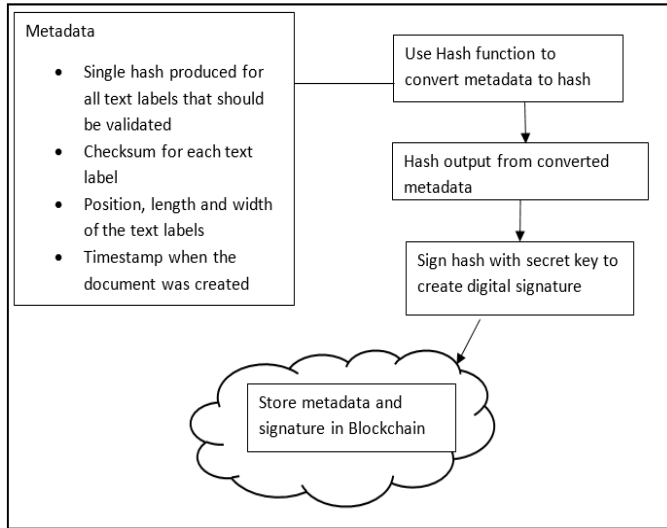 Metadata
• Single hash produced for
all text labels that should
be validated
• Checksum for each text
label
• Position, length and width
of the text labels
• Timestamp when the
document was created
Use Hash function to
convert metadata to hash
Hash output from converted
metadata
Sign hash with secret key to
create digital signature
Store metadata and
signature in Blockchain